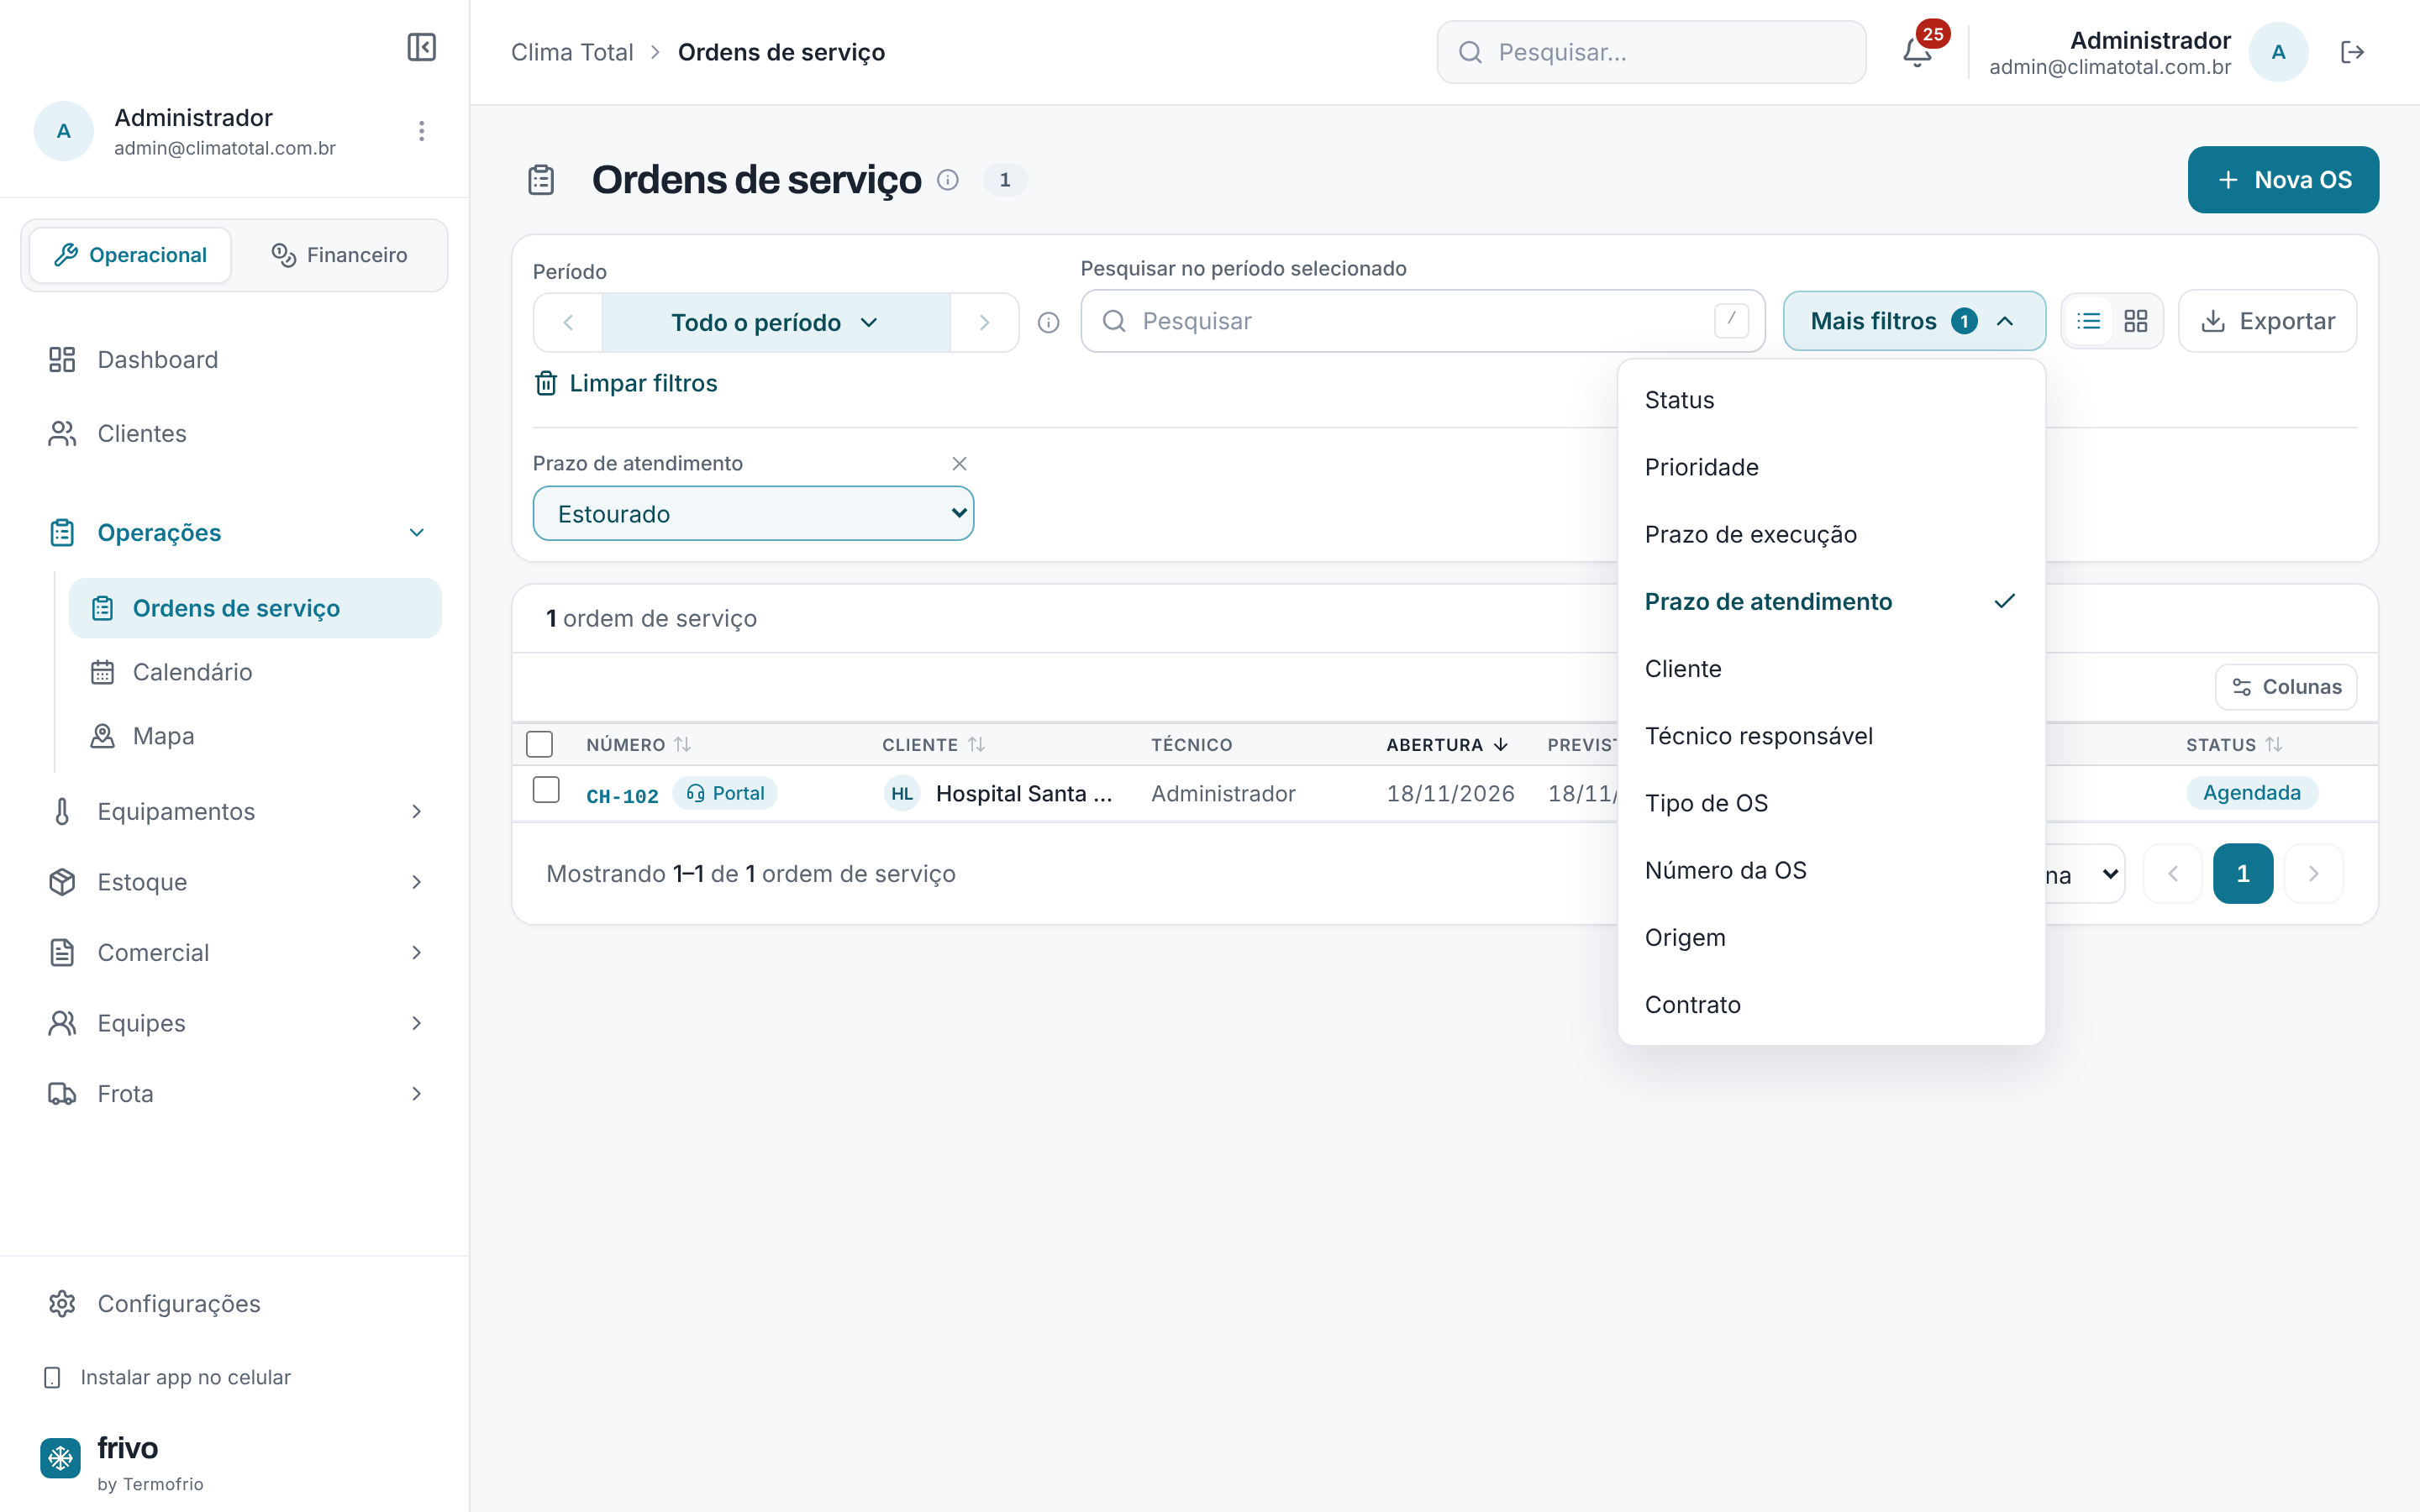 Administrador
admin@climatotal.com.br
Operacional
Financeiro
Dashboard
Clientes
Operações
Ordens de serviço
Calendário
Mapa
Equipamentos
Estoque
Comercial
Equipes
Frota
Configurações
Instalar app no celular
frivo
by Termofrio
Clima Total > Ordens de serviço
Pesquisar...
25
Administrador
admin@climatotal.com.br
A
A
Ordens de serviço
1
+ Nova OS
Período
Todo o período
Pesquisar no período selecionado
Pesquisar
/
Mais filtros 1
Exportar
Limpar filtros
Prazo de atendimento
Estourado
Status
Prioridade
Prazo de execução
Prazo de atendimento
Cliente
Técnico responsável
Tipo de OS
Número da OS
Origem
Contrato
1 ordem de serviço
Colunas
NÚMERO CLIENTE TÉCNICO ABERTURA STATUS
CH-102 Portal HL Hospital Santa ... Administrador 18/11/2026 18/11/ Agendada
Mostrando 1–1 de 1 ordem de serviço
1